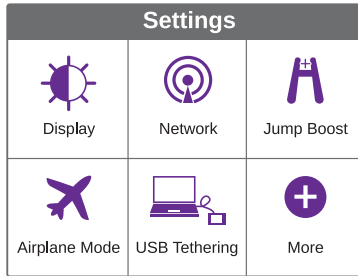 Settings
Display
Network
Jump Boost
Airplane Mode
USB Tethering
More